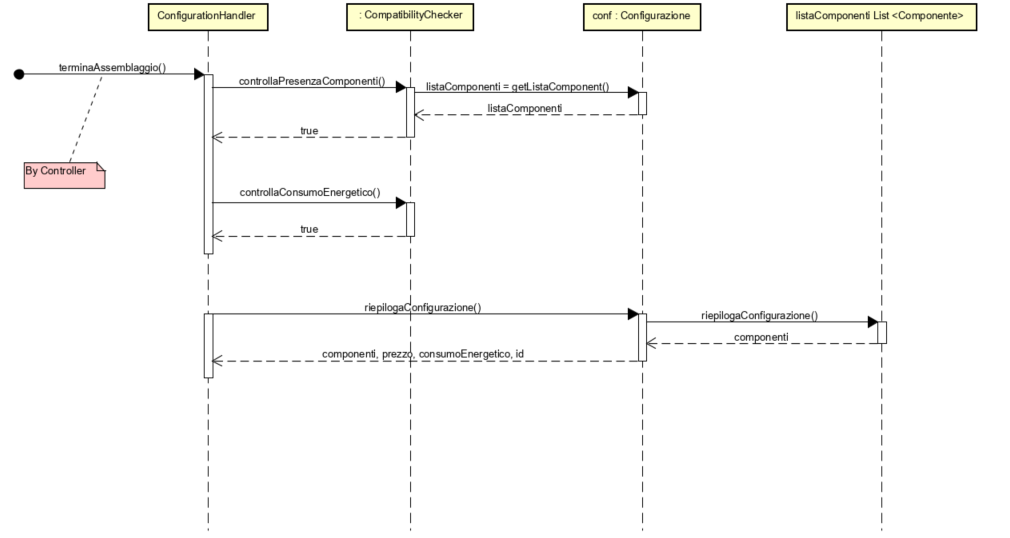 ConfigurationHandler
: CompatibilityChecker
conf : Configurazione
listaComponenti List <Componente>
terminaAssemblaggio()
controllaPresenzaComponenti()
listaComponenti = getListaComponent()
listaComponenti
true
By Controller
controllaConsumoEnergetico()
true
riepilogaConfigurazione()
riepilogaConfigurazione()
componenti
componenti, prezzo, consumoEnergetico, id